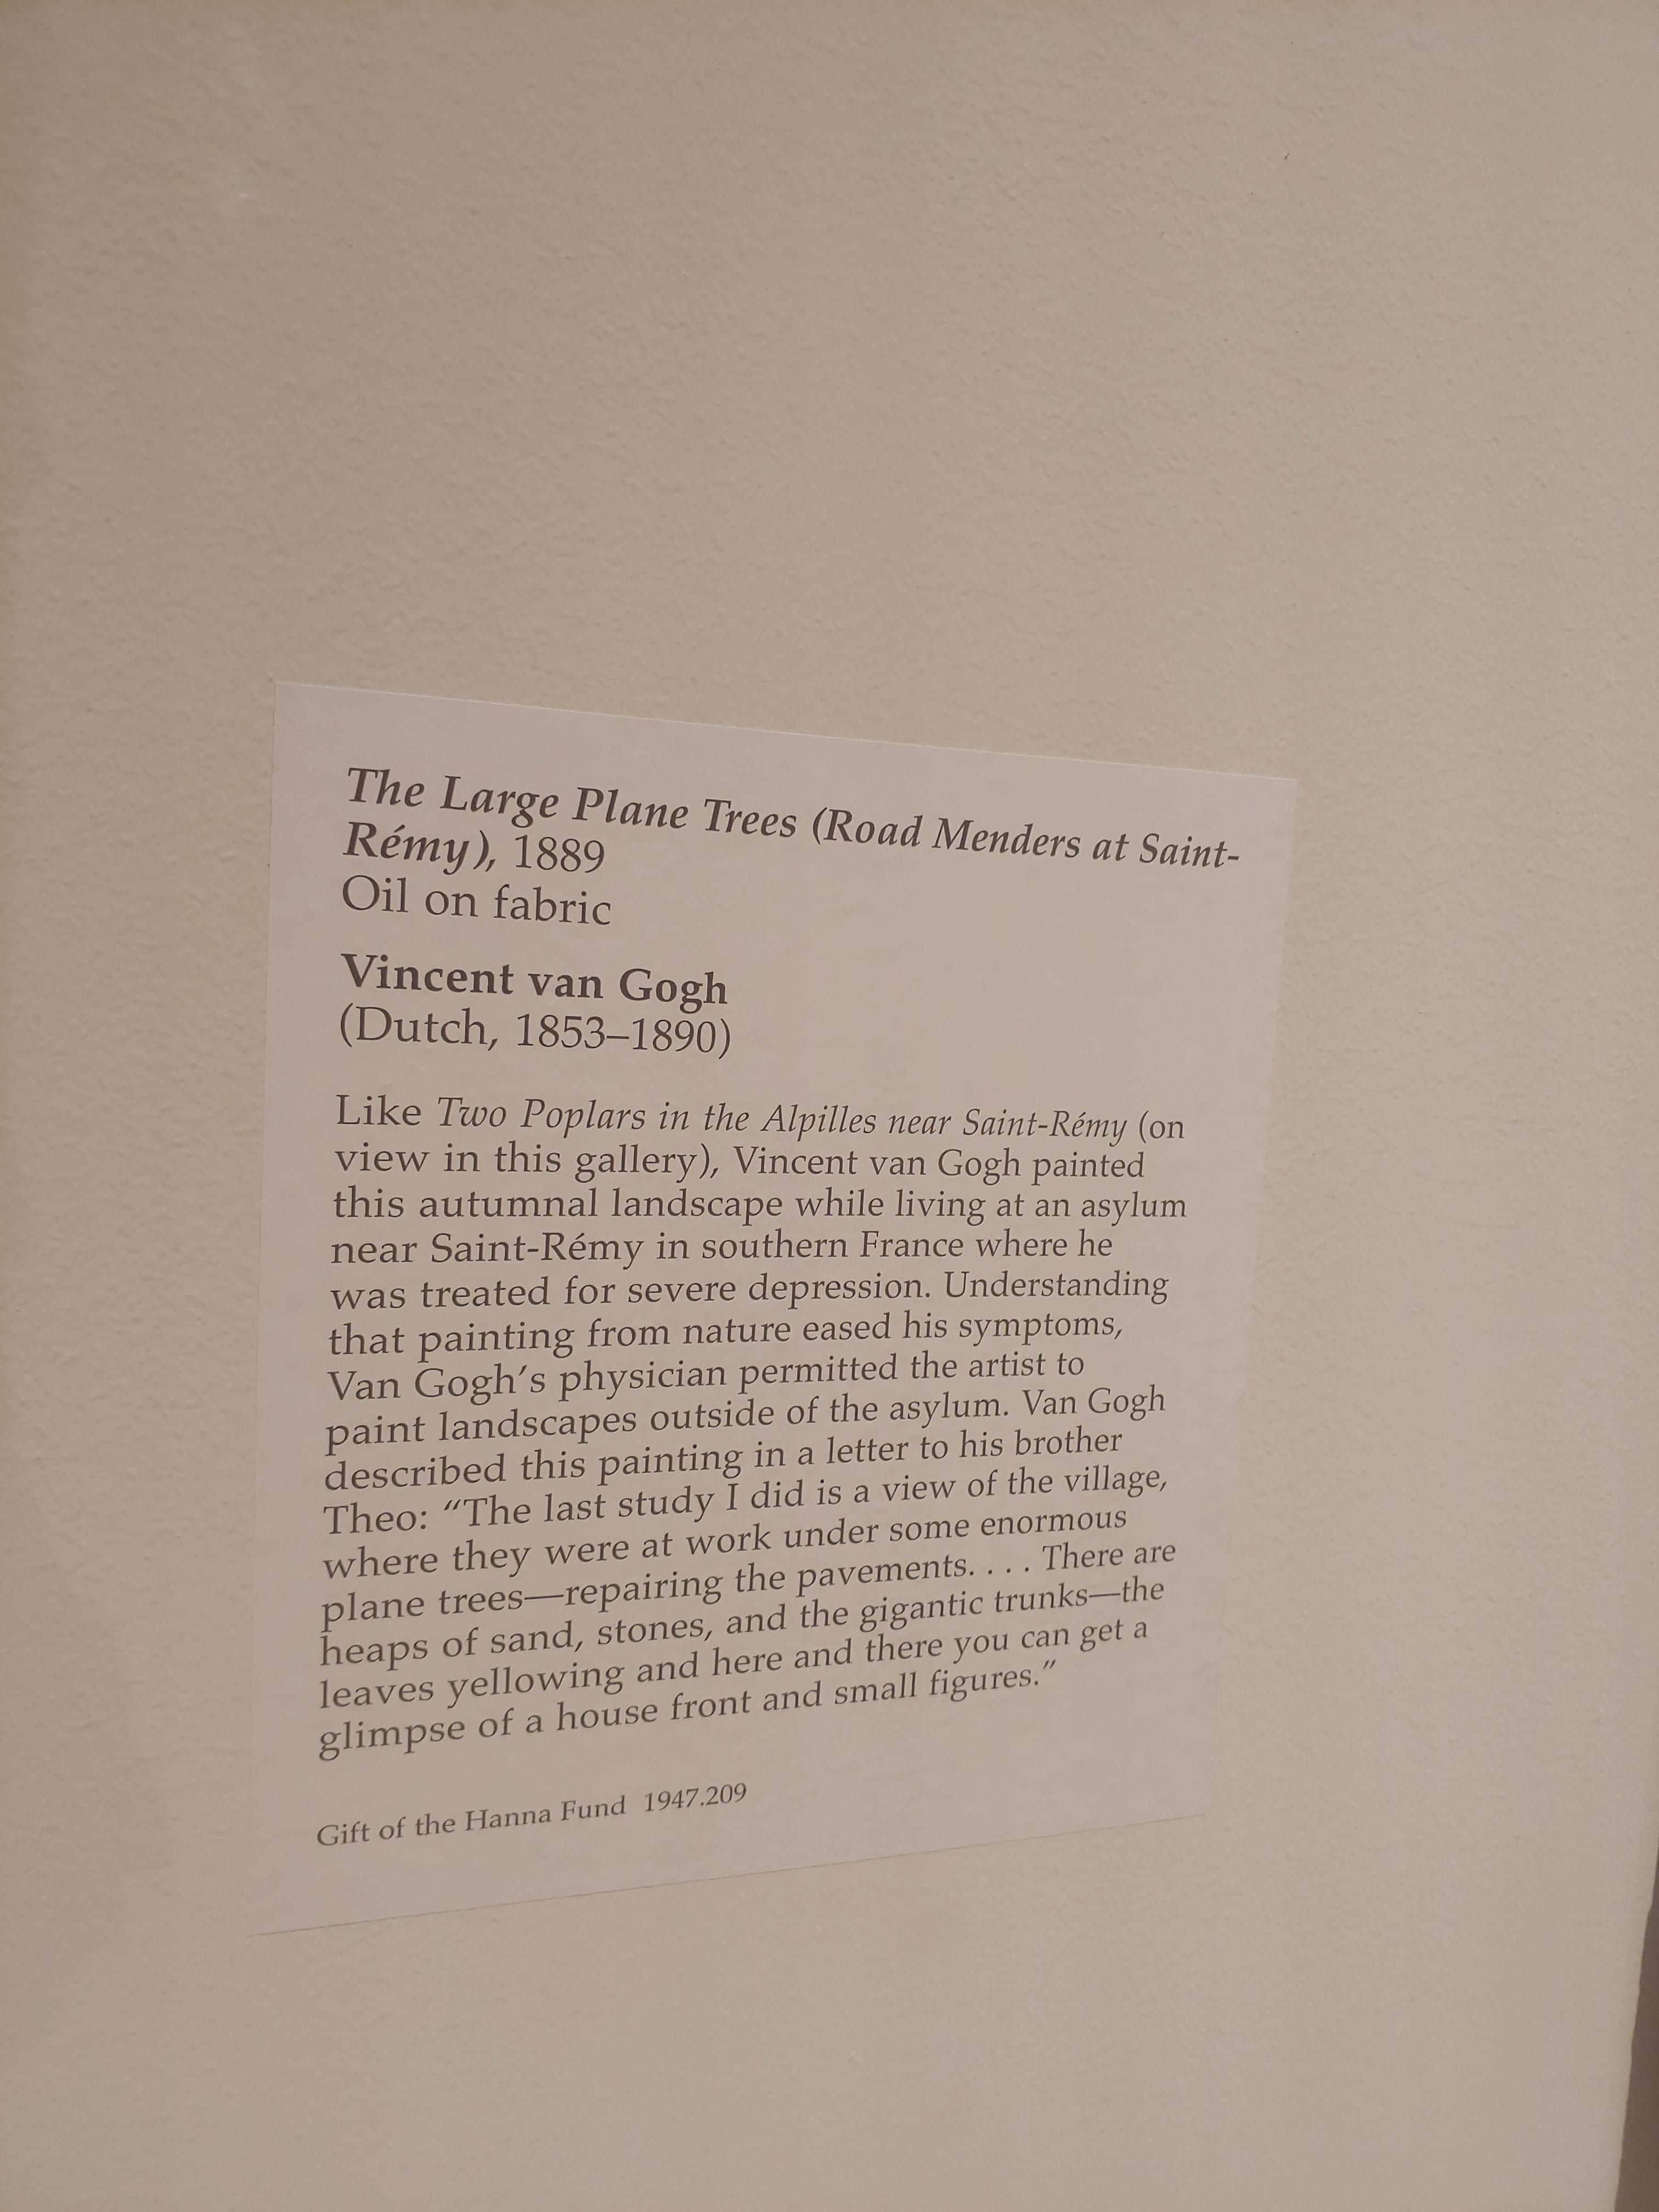 The Large Plane Trees (Road Menders at Saint-
Rémy), 1889
Oil on fabric
Vincent van Gogh
(Dutch, 1853–1890)
Like Two Poplars in the Alpilles near Saint-Rémy (on
view in this gallery), Vincent van Gogh painted
this autumnal landscape while living at an asylum
near Saint-Rémy in southern France where he
was treated for severe depression. Understanding
that painting from nature eased his symptoms,
Van Gogh's physician permitted the artist to
paint landscapes outside of the asylum. Van Gogh
described this painting in a letter to his brother
Theo: “The last study I did is a view of the village,
where they were at work under some enormous
plane trees—repairing the pavements. . . . There are
heaps of sand, stones, and the gigantic trunks—the
leaves yellowing and here and there you can get a
glimpse of a house front and small figures.”
Gift of the Hanna Fund 1947.209